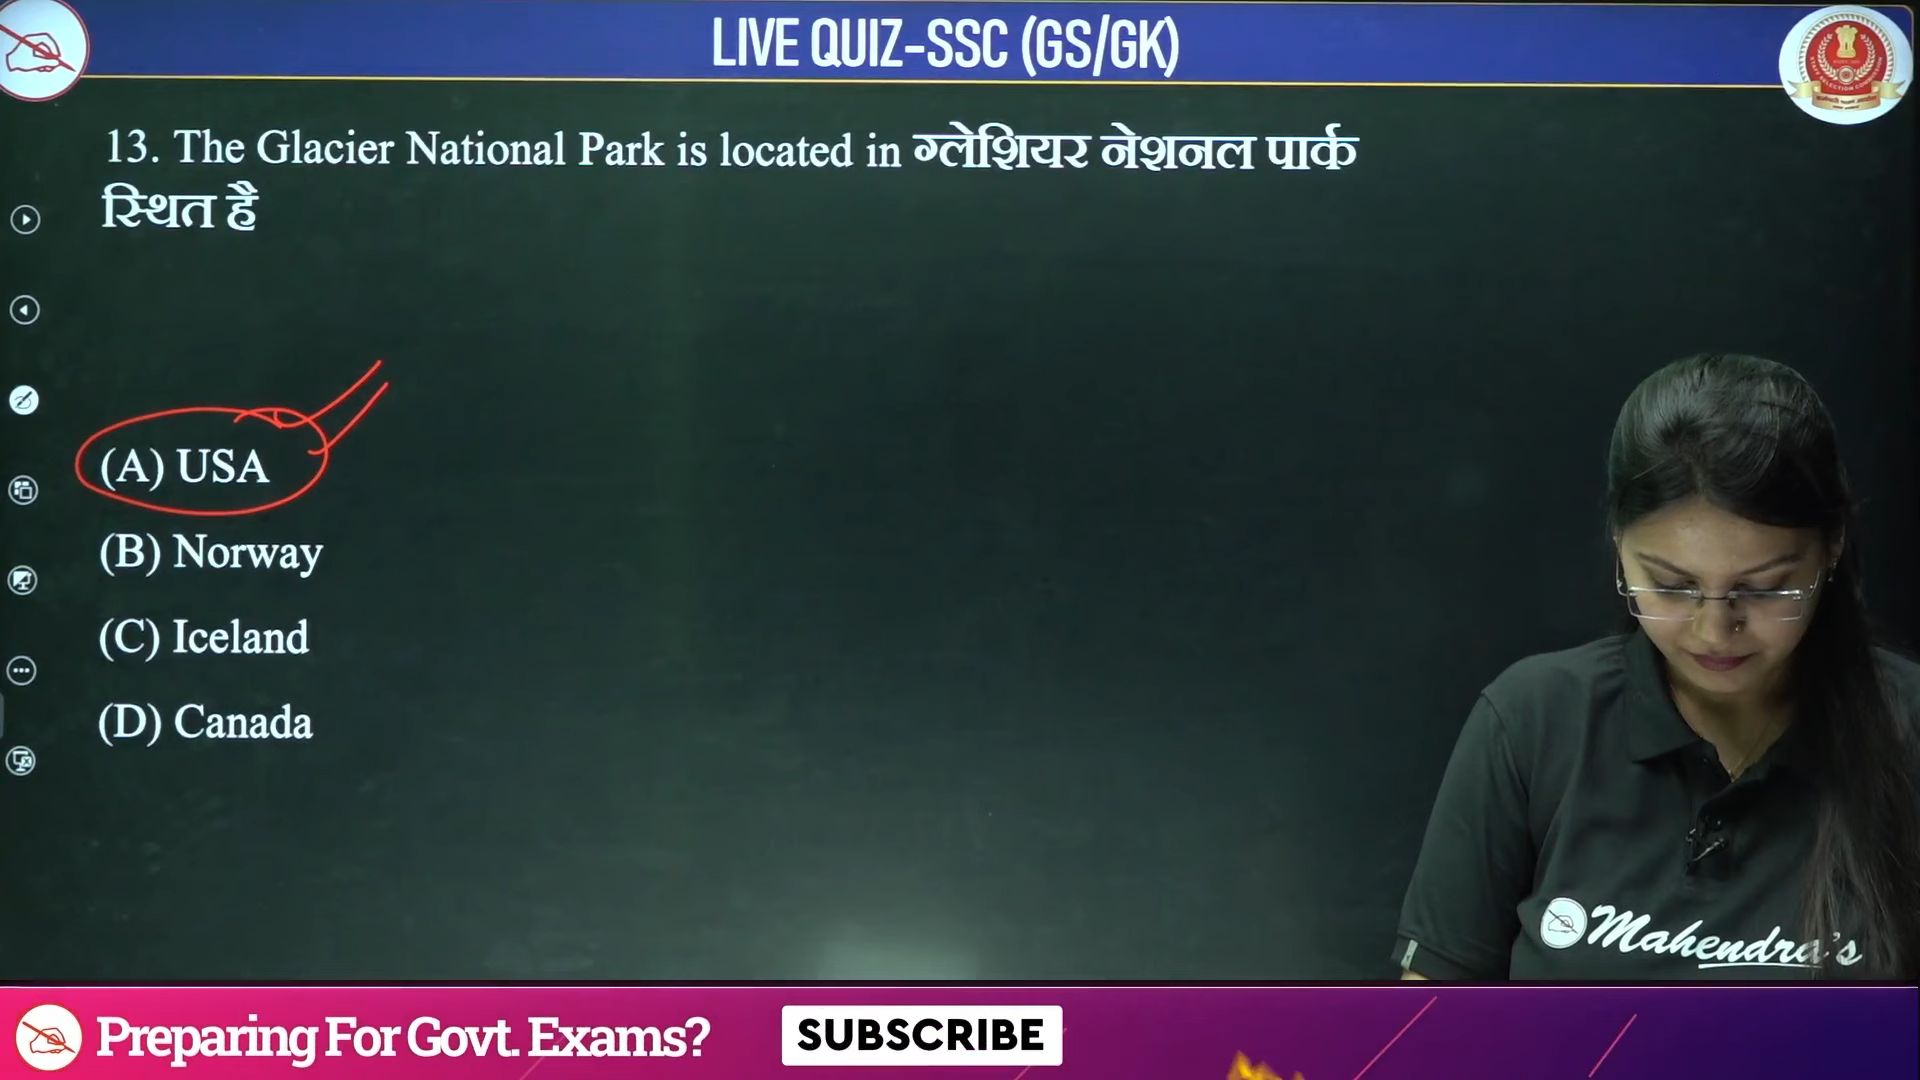 LIVE QUIZ-SSC (GS/GK)
13. The Glacier National Park is located in ग्लेशियर नेशनल पार्क
स्थित है
(A) USA
(B) Norway
(C) Iceland
(D) Canada
Mahendra's
Preparing For Govt. Exams?
SUBSCRIBE